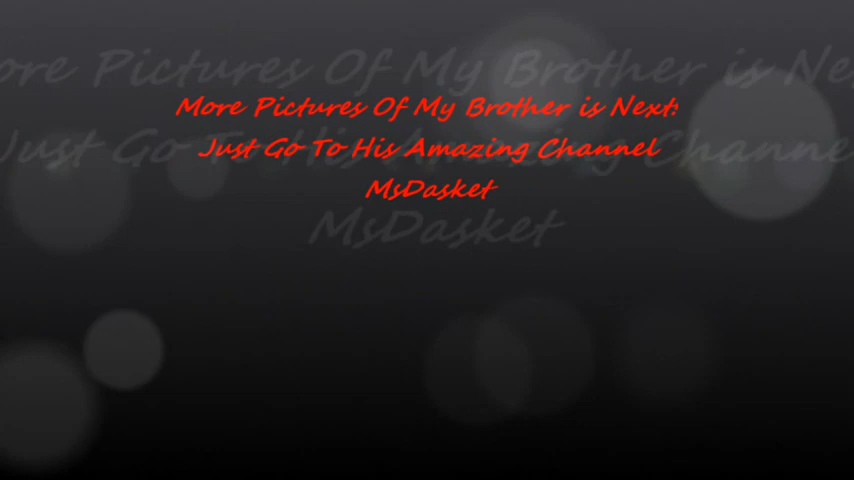 More Pictures Of My Brother is Next!
Just Go To His Amazing Channel
MsDasket